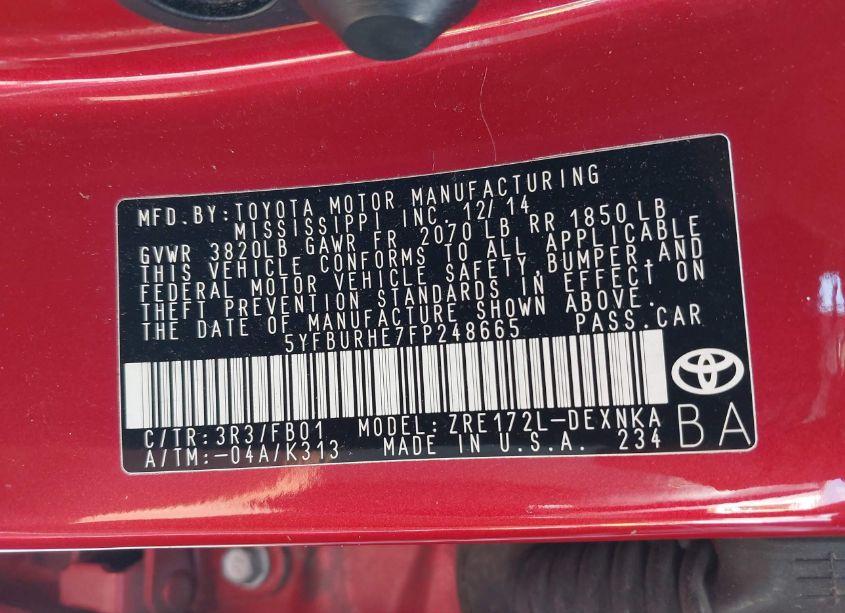 MFD.BY:TOYOTA MOTOR MANUFACTURING
MISSISSIPPI INC. 12/14
GVWR 3820LB GAWR FR 2070 LB RR 1850 LB
THIS VEHICLE CONFORMS TO ALL APPLICABLE
FEDERAL MOTOR VEHICLE SAFETY,BUMPER,AND
THEFT PREVENTION STANDARDS IN EFFECT ON
THE DATE OF MANUFACTURE SHOWN ABOVE.
5YFBURHE7FP248665 PASS.CAR
C/TR:3R3/FB01 MODEL:ZRE172L-DEXNKA
A/TM:-04A/K313 MADE IN U.S.A. 234
BA